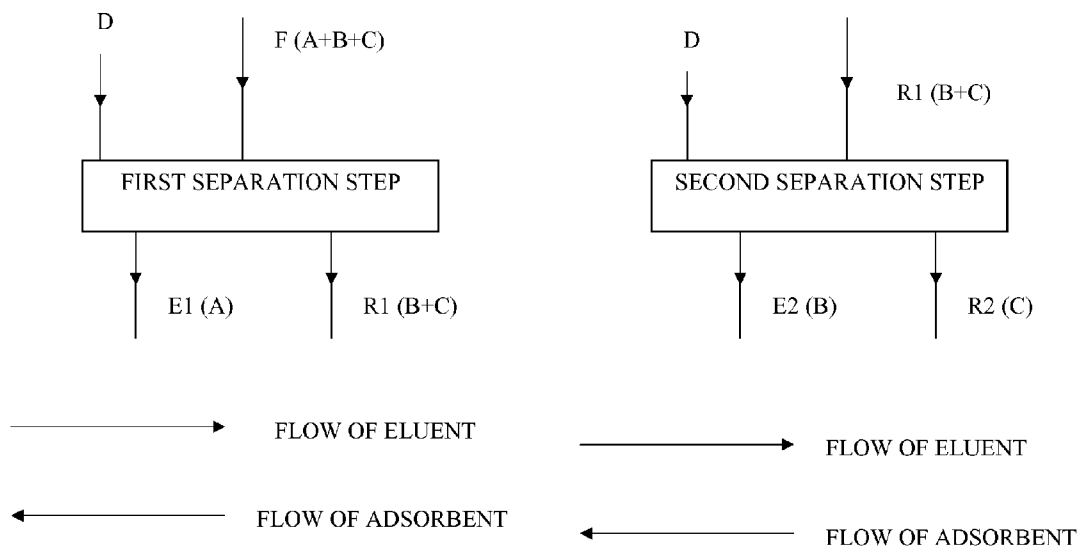 D
F (A+B+C)
FIRST SEPARATION STEP
E1 (A)
R1 (B+C)
FLOW OF ELUENT
FLOW OF ADSORBENT
D
R1 (B+C)
SECOND SEPARATION STEP
E2 (B)
R2 (C)
FLOW OF ELUENT
FLOW OF ADSORBENT